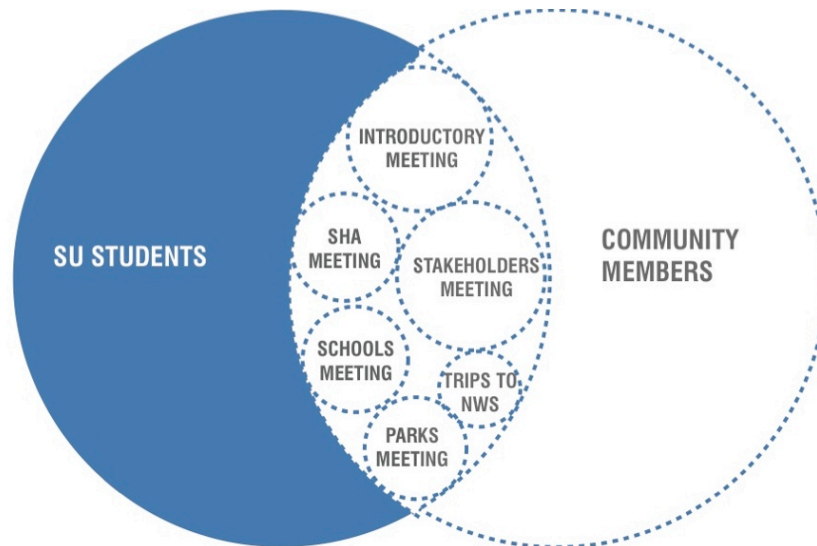 INTRODUCTORY
MEETING
SU STUDENTS
SHA
MEETING
STAKEHOLDERS
MEETING
COMMUNITY
MEMBERS
SCHOOLS
MEETING
TRIPS TO
NWS
PARKS
MEETING